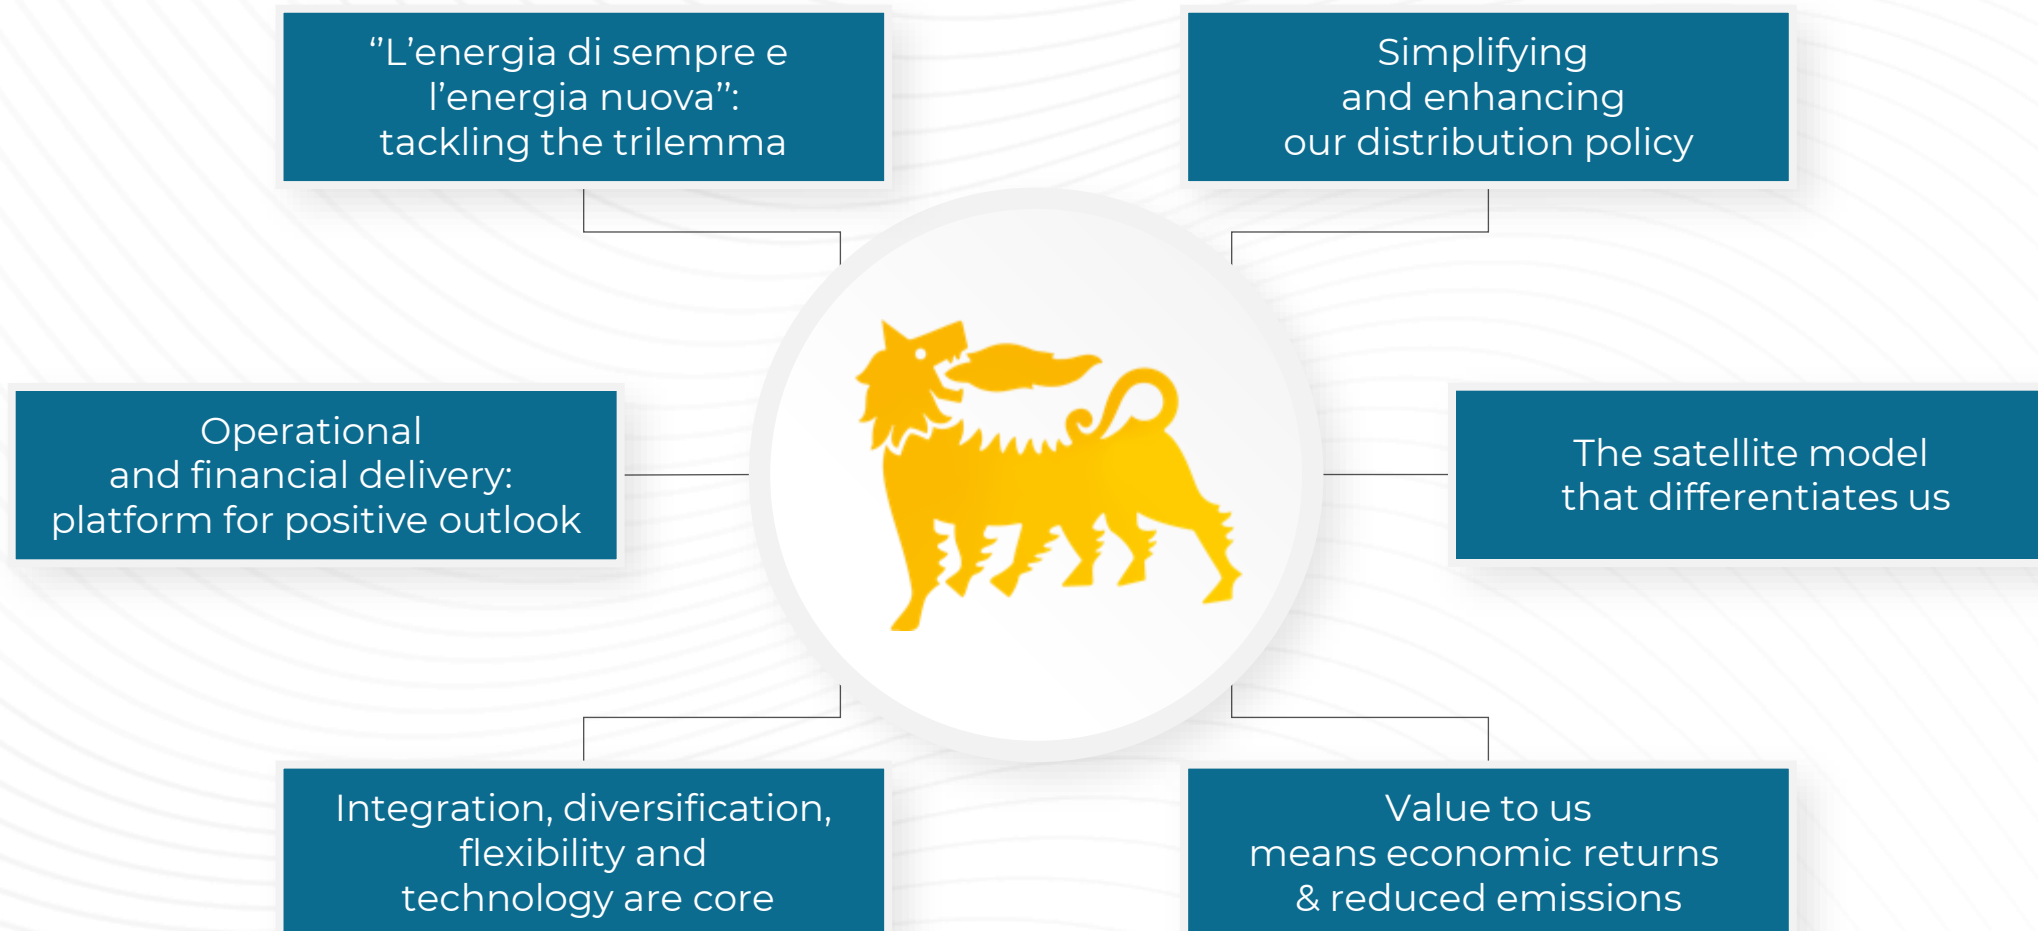 ‘’L’energia di sempre e
l’energia nuova’’:
tackling the trilemma
Simplifying
and enhancing
our distribution policy
Operational
and financial delivery:
platform for positive outlook
The satellite model
that differentiates us
Integration, diversification,
flexibility and
technology are core
Value to us
means economic returns
& reduced emissions